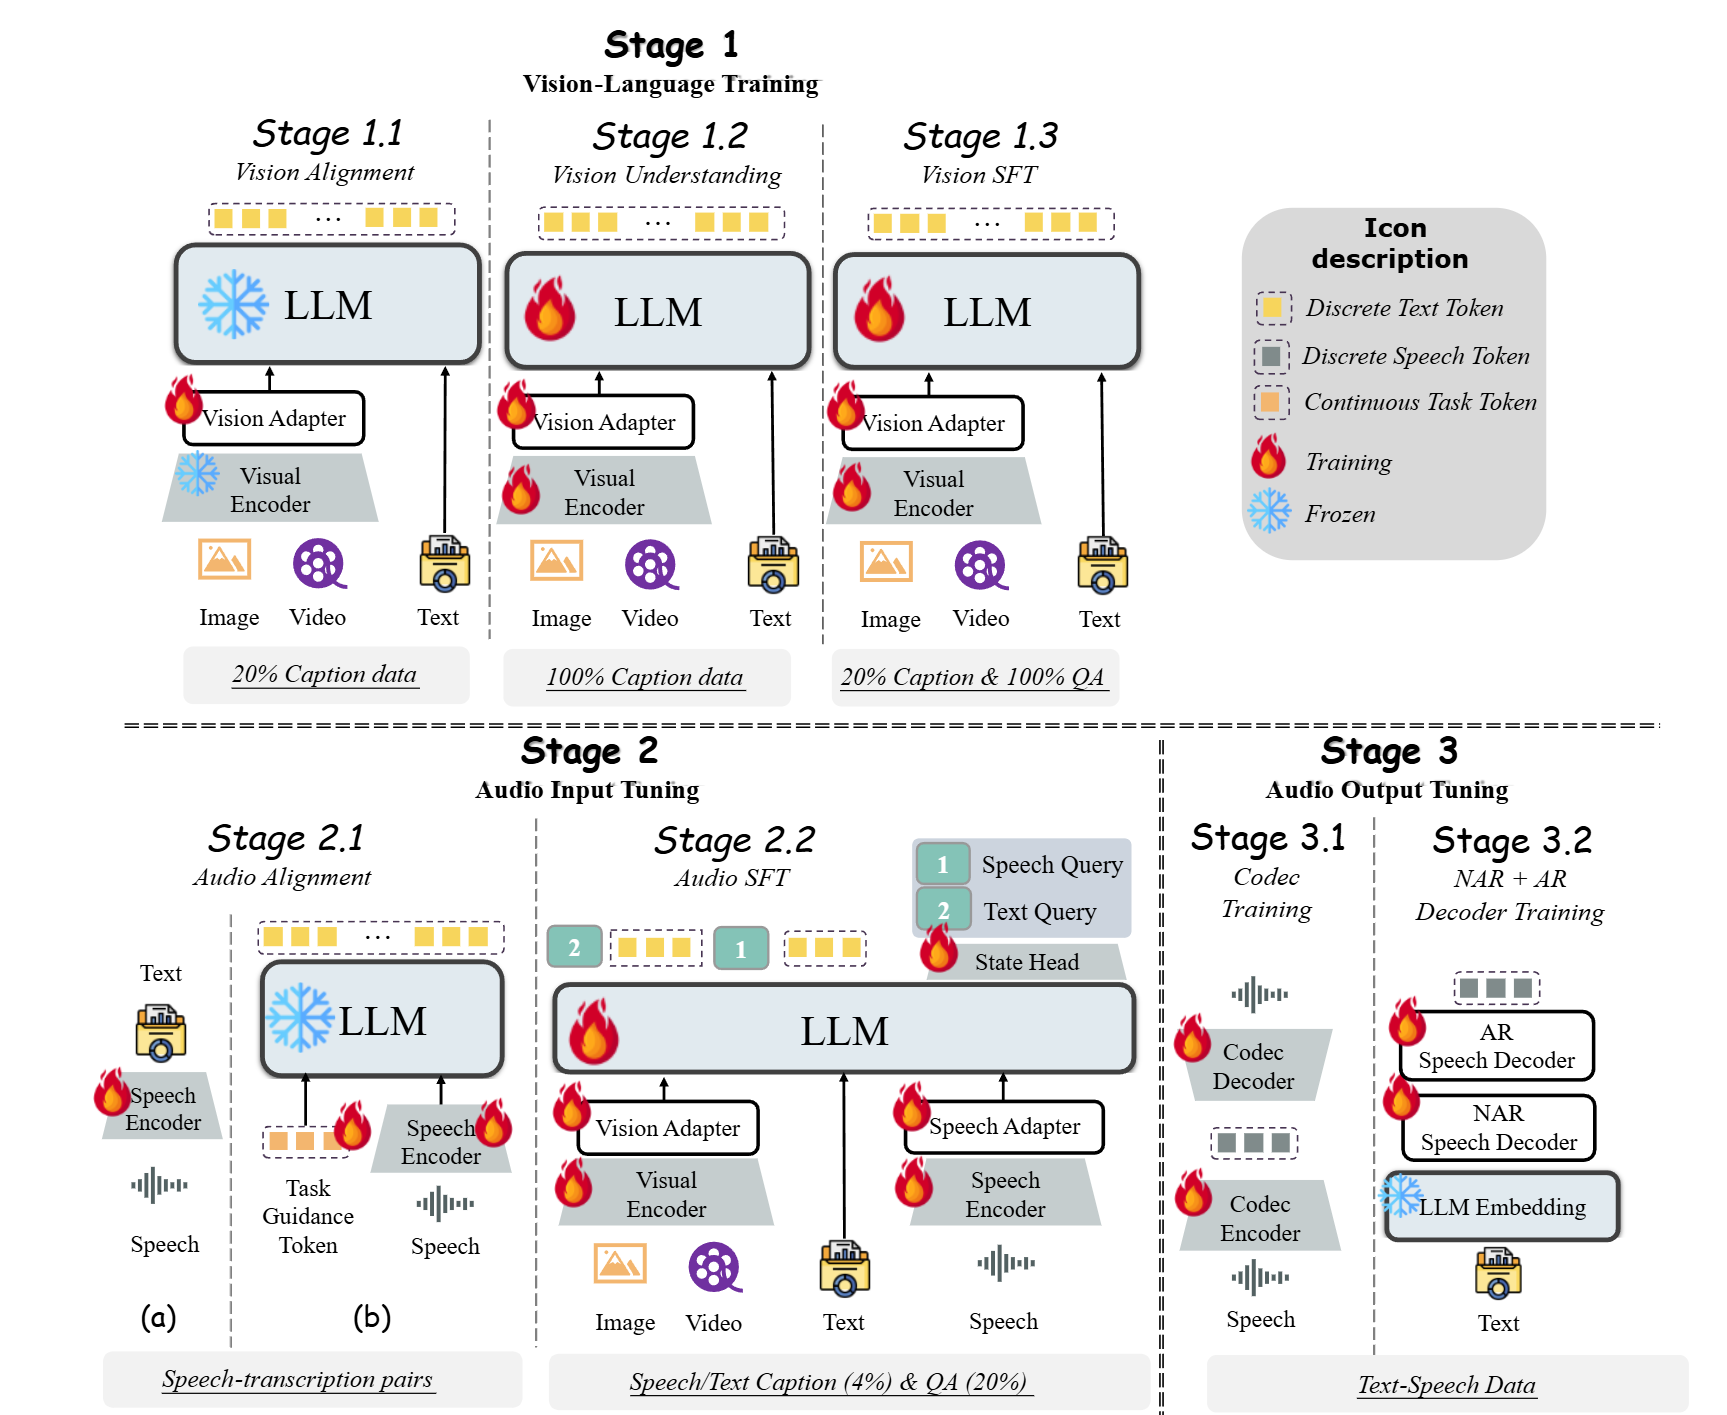 Stage 1
Vision-Language Training
Stage 1.1
Vision Alignment
LLM
Vision Adapter
Visual
Encoder
Image
Video
Text
20% Caption data
Stage 1.2
Vision Understanding
LLM
Vision Adapter
Visual
Encoder
Image
Video
Text
100% Caption data
Stage 1.3
Vision SFT
LLM
Vision Adapter
Visual
Encoder
Image
Video
Text
20% Caption & 100% QA
Icon
description
Discrete Text Token
Discrete Speech Token
Continuous Task Token
Training
Frozen
Stage 2
Audio Input Tuning
Stage 2.1
Audio Alignment
Text
Speech
Encoder
Speech
(a)
LLM
Task
Guidance
Token
Speech
Encoder
Speech
(b)
Speech-transcription pairs
Stage 2.2
Audio SFT
1 Speech Query
2 Text Query
State Head
2
1
LLM
Vision Adapter
Visual
Encoder
Image
Video
Text
Speech Adapter
Speech
Encoder
Speech
Speech/Text Caption (4%) & QA (20%)
Stage 3
Audio Output Tuning
Stage 3.1
Codec
Training
Codec
Decoder
Codec
Encoder
Speech
Stage 3.2
NAR + AR
Decoder Training
AR
Speech Decoder
NAR
Speech Decoder
LLM Embedding
Text
Text-Speech Data